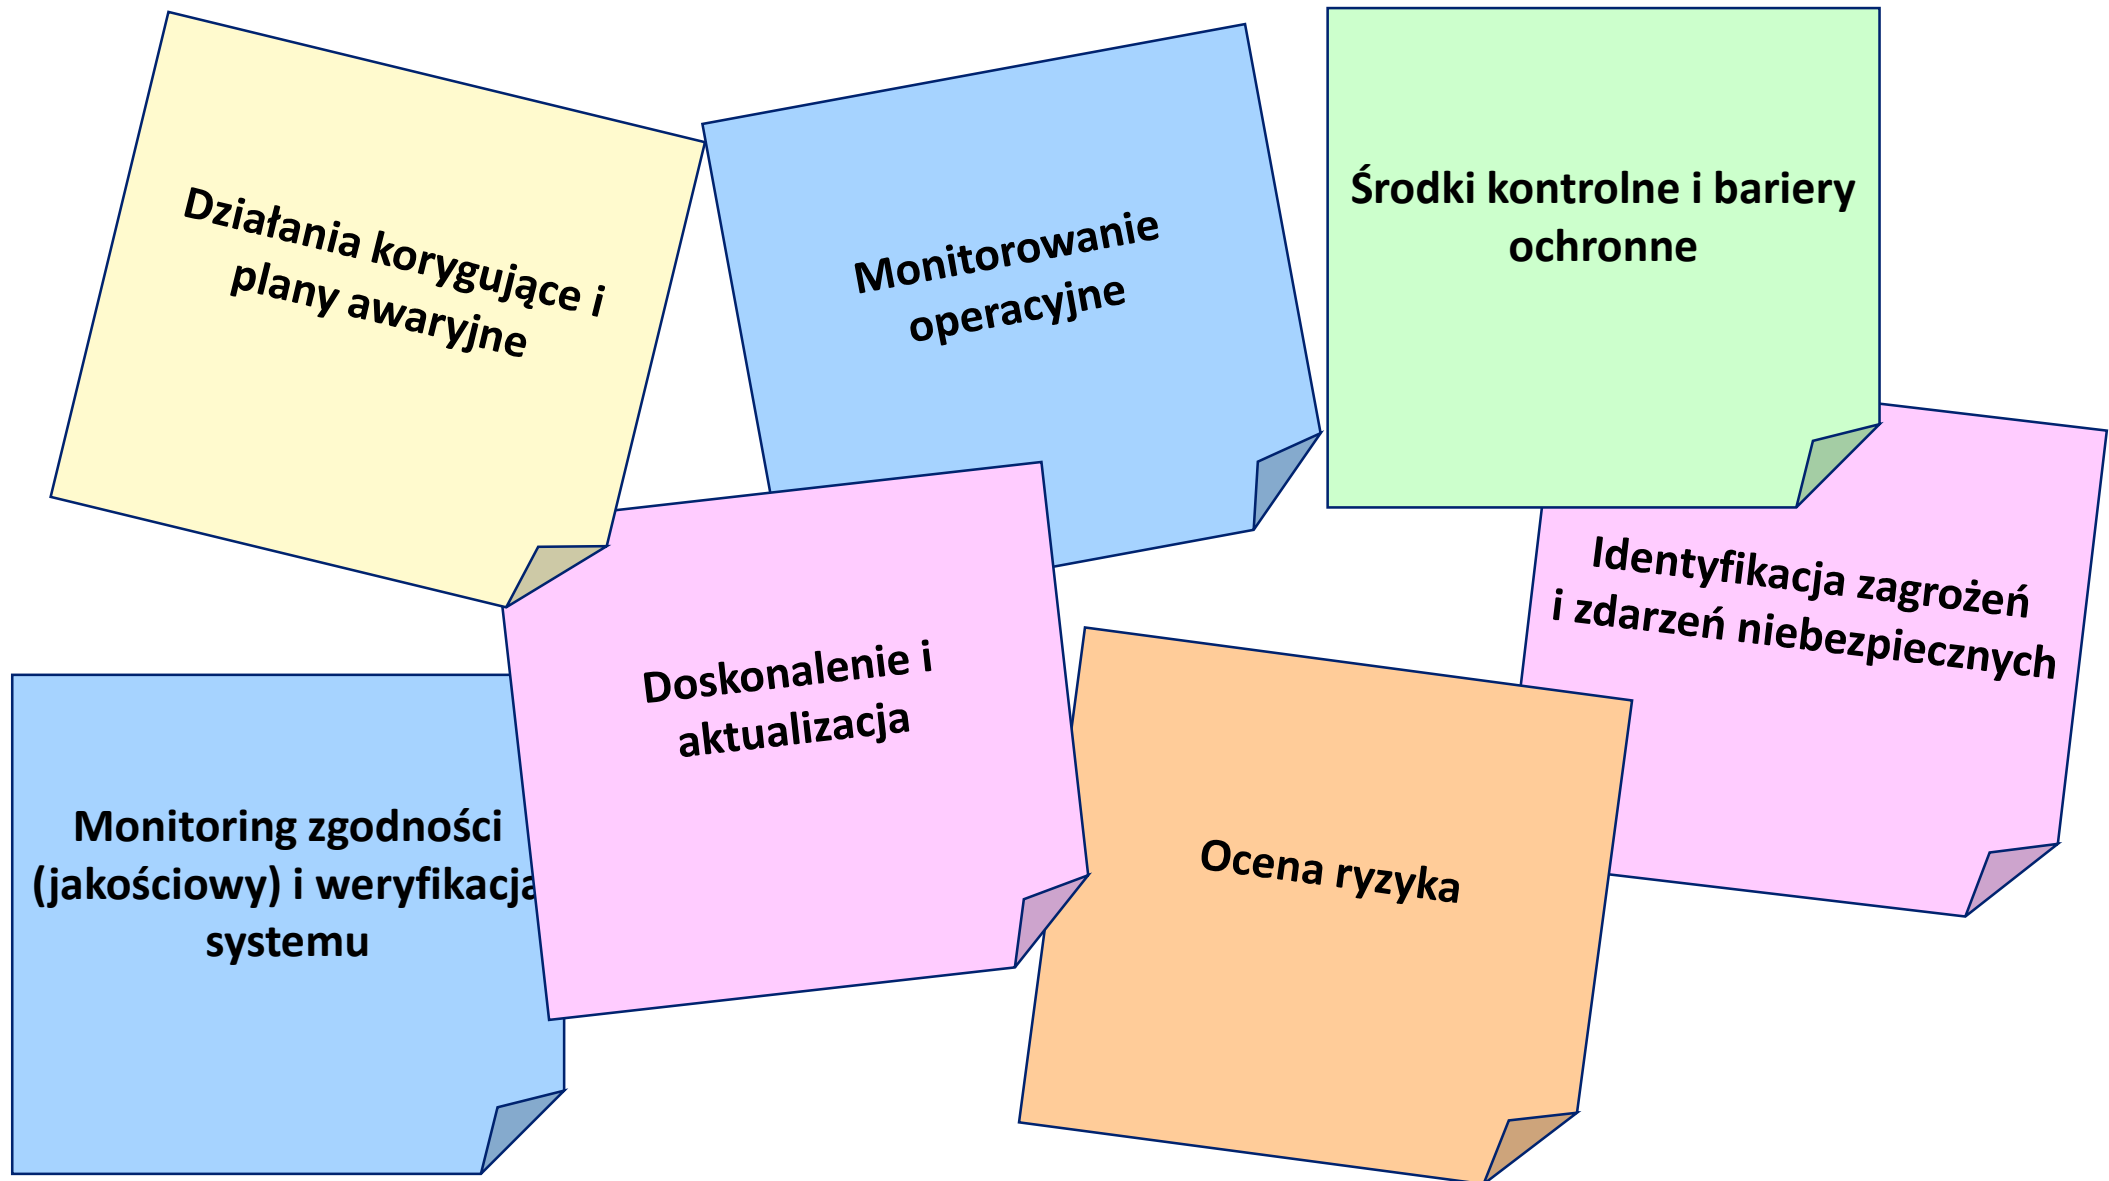 Działania korygujące i
plany awaryjne
Monitorowanie
operacyjne
Środki kontrolne i bariery
ochronne
Identyfikacja zagrożeń
i zdarzeń niebezpiecznych
Doskonalenie i
aktualizacja
Monitoring zgodności
(jakościowy) i weryfikacja
systemu
Ocena ryzyka